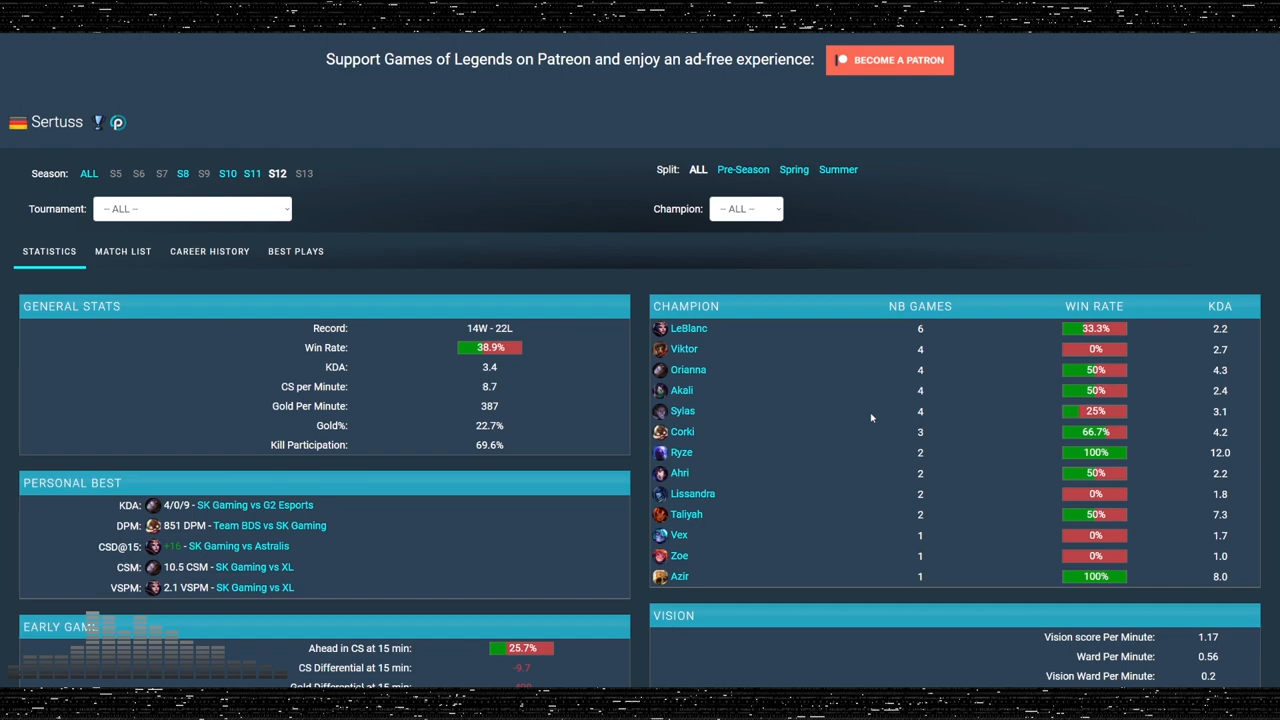 Support Games of Legends on Patreon and enjoy an ad-free experience: BECOME A PATRON
Sertuss
Season: ALL S5 S6 S7 S8 S9 S10 S11 S12 S13
Split: ALL Pre-Season Spring Summer
Tournament: -- ALL --
Champion: -- ALL --
STATISTICS MATCH LIST CAREER HISTORY BEST PLAYS
GENERAL STATS
Record: 14W - 22L
Win Rate: 38.9%
KDA: 3.4
CS per Minute: 8.7
Gold Per Minute: 387
Gold%: 22.7%
Kill Participation: 69.6%
PERSONAL BEST
KDA: 4/0/9 - SK Gaming vs G2 Esports
DPM: 851 DPM - Team BDS vs SK Gaming
CSD@15: +16 - SK Gaming vs Astralis
CSM: 10.5 CSM - SK Gaming vs XL
VSPM: 2.1 VSPM - SK Gaming vs XL
EARLY GAME
Ahead in CS at 15 min: 25.7%
CS Differential at 15 min: -9.7
Gold Differential at 15 min:
CHAMPION NB GAMES WIN RATE KDA
LeBlanc 6 33.3% 2.2
Viktor 4 0% 2.7
Orianna 4 50% 4.3
Akali 4 50% 2.4
Sylas 4 25% 3.1
Corki 3 66.7% 4.2
Ryze 2 100% 12.0
Ahri 2 50% 2.2
Lissandra 2 0% 1.8
Taliyah 2 50% 7.3
Vex 1 0% 1.7
Zoe 1 0% 1.0
Azir 1 100% 8.0
VISION
Vision score Per Minute: 1.17
Ward Per Minute: 0.56
Vision Ward Per Minute: 0.2